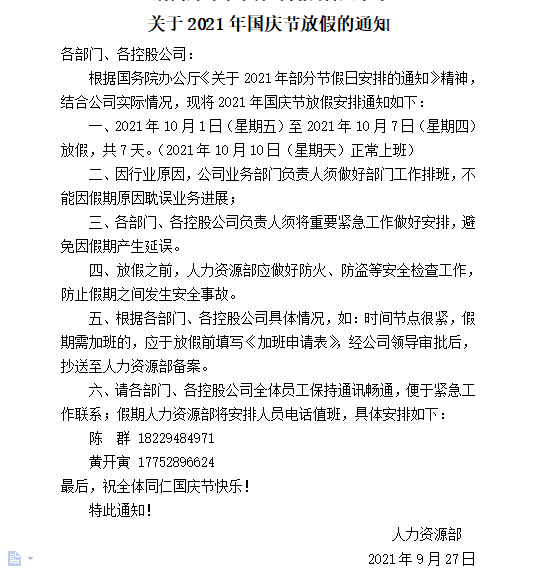 关于 2021 年国庆节放假的通知
各部门、各控股公司：
根据国务院办公厅《关于 2021 年部分节假日安排的通知》精神，
结合公司实际情况，现将 2021 年国庆节放假安排通知如下：
一、2021 年 10 月 1 日（星期五）至 2021 年 10 月 7 日（星期四）
放假，共 7 天。（2021 年 10 月 10 日（星期天）正常上班）
二、因行业原因，公司业务部门负责人须做好部门工作排班，不
能因假期原因耽误业务进展；
三、各部门、各控股公司负责人须将重要紧急工作做好安排，避
免因假期产生延误。
四、放假之前，人力资源部应做好防火、防盗等安全检查工作，
防止假期之间发生安全事故。
五、根据各部门、各控股公司具体情况，如：时间节点很紧，假
期需加班的，应于放假前填写《加班申请表》，经公司领导审批后，
抄送至人力资源部备案。
六、请各部门、各控股公司全体员工保持通讯畅通，便于紧急工
作联系；假期人力资源部将安排人员电话值班，具体安排如下：
陈　群 18229484971
黄开寅 17752896624
最后，祝全体同仁国庆节快乐！
特此通知！
人力资源部
2021 年 9 月 27 日